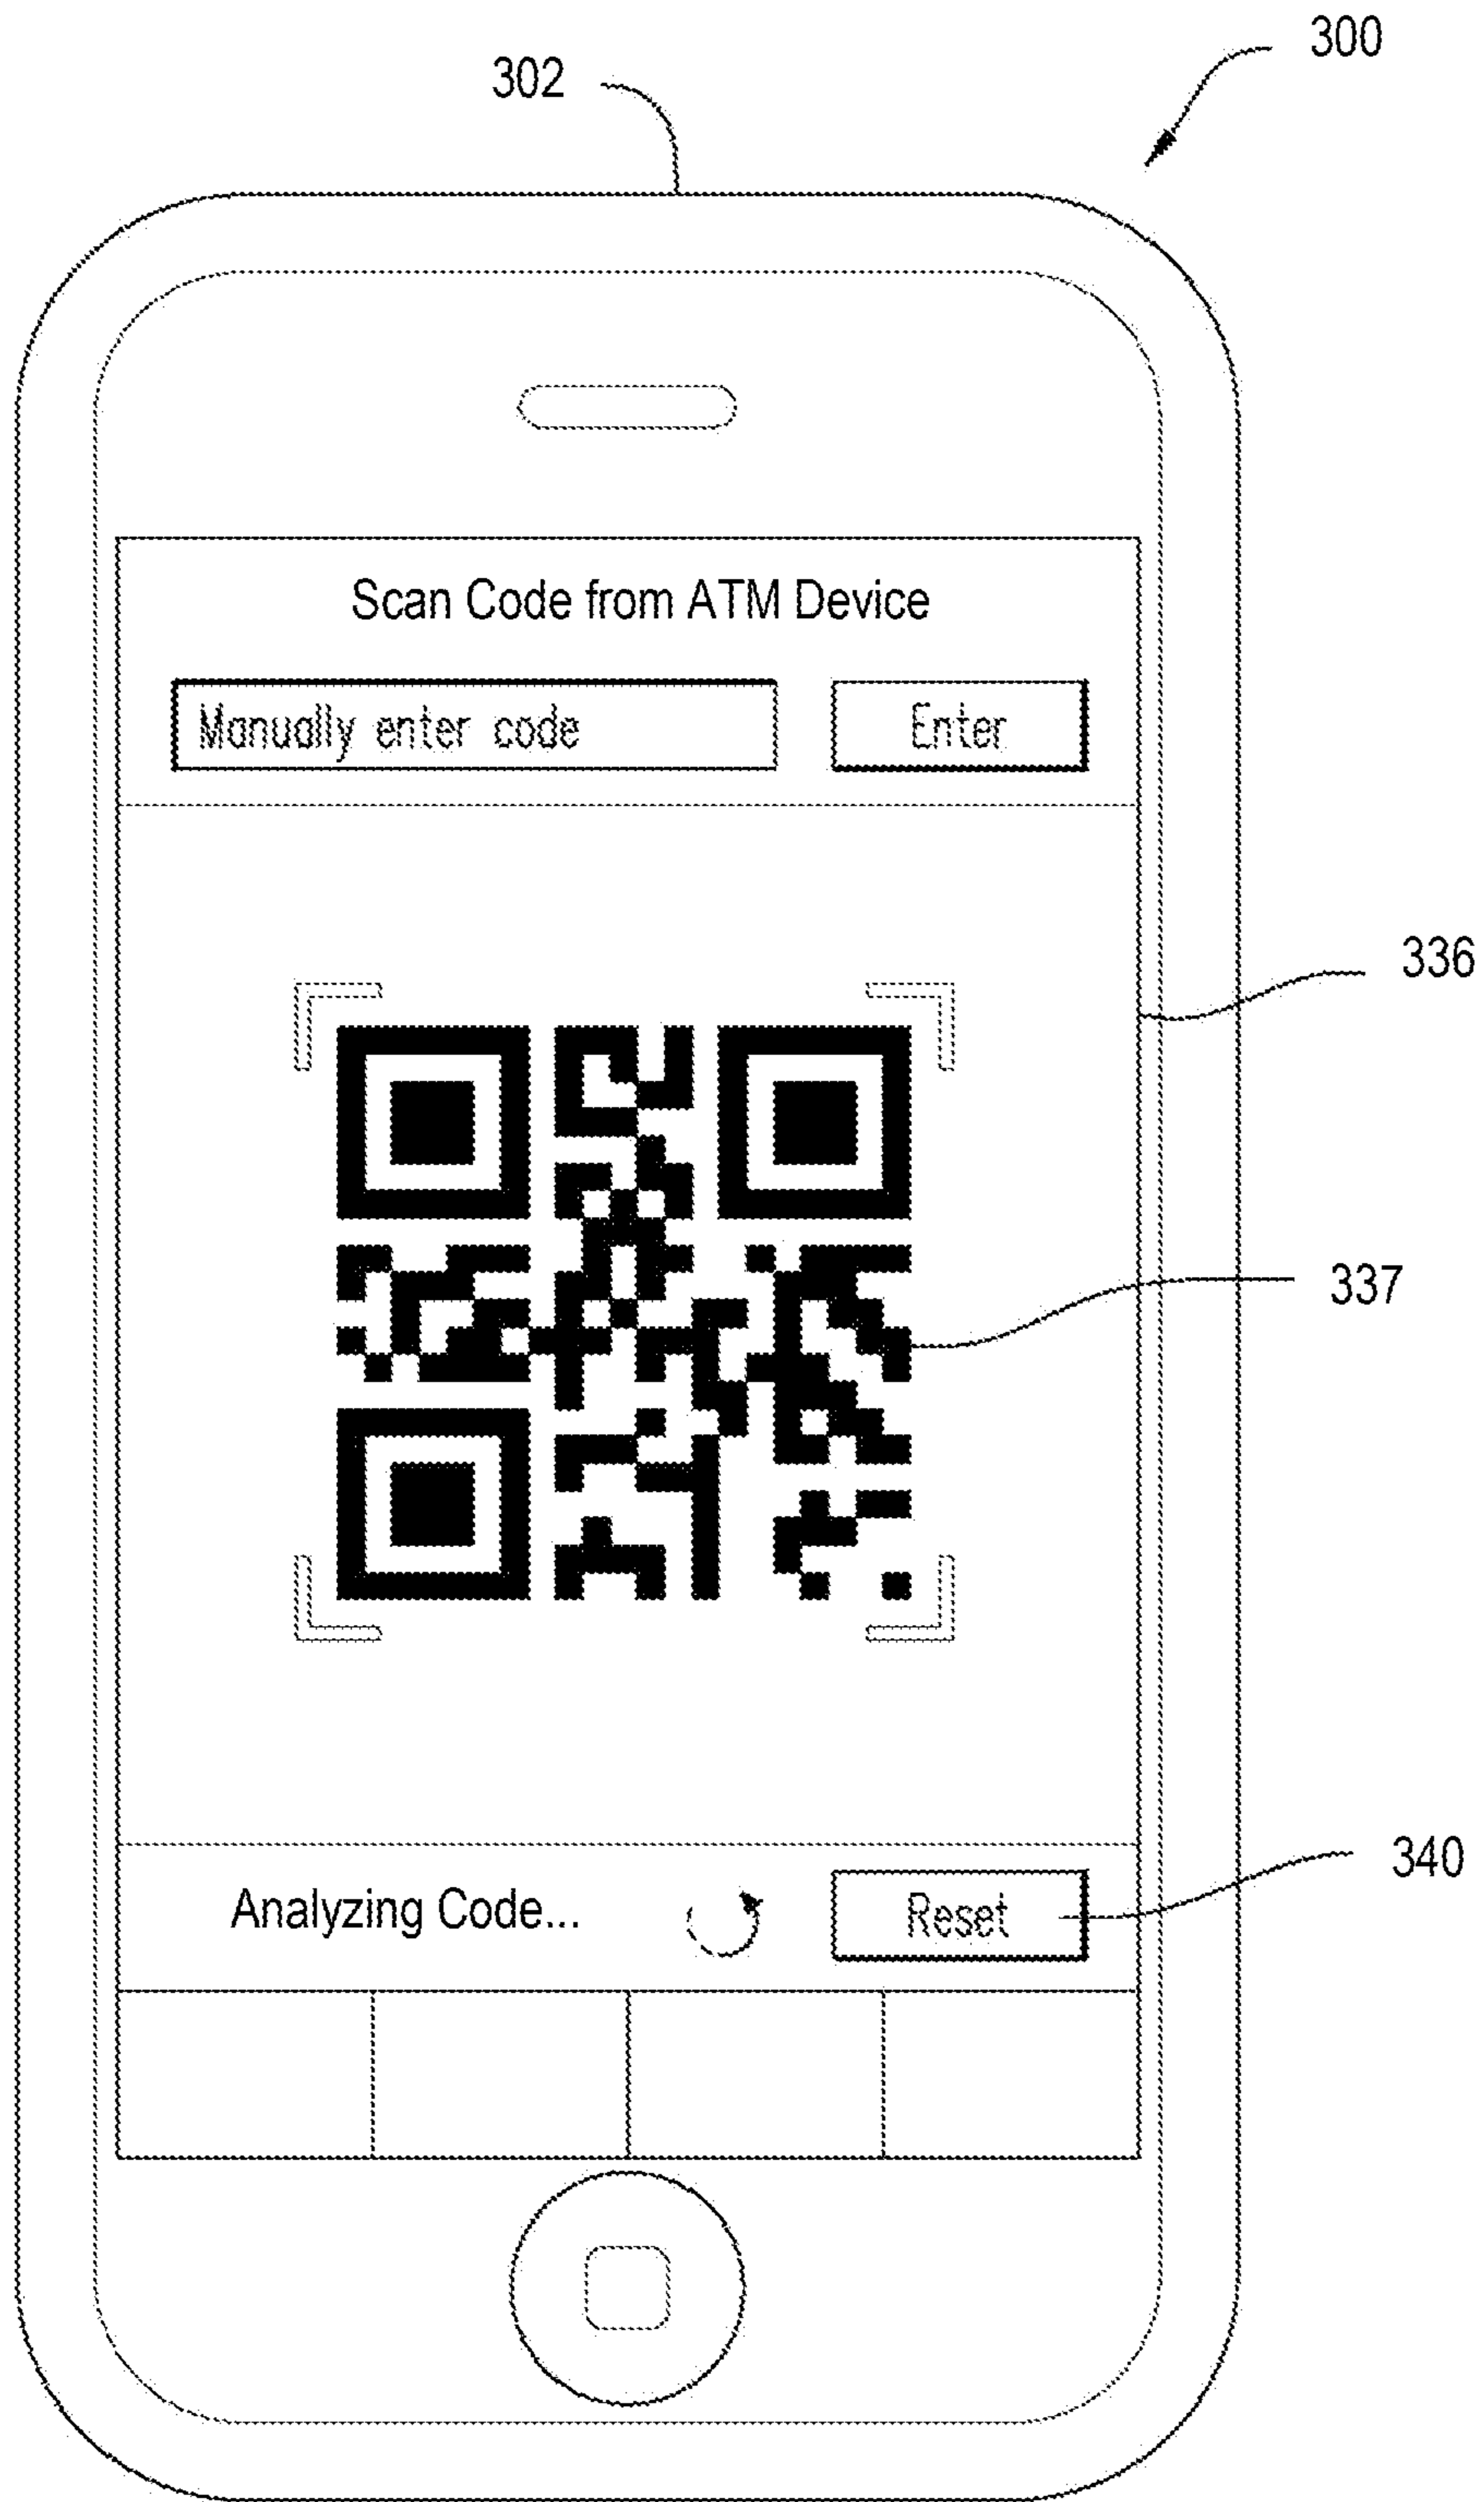 300
302
Scan Code from ATM Device
Manually enter code Enter
336
337
340
Analyzing Code... Reset